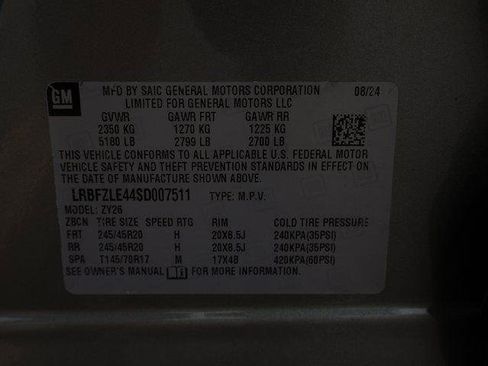 GM
MFD BY SAIC GENERAL MOTORS CORPORATION 08/24
LIMITED FOR GENERAL MOTORS LLC
GVWR GAWR FRT GAWR RR
2350 KG 1270 KG 1225 KG
5180 LB 2799 LB 2700 LB
THIS VEHICLE CONFORMS TO ALL APPLICABLE U.S. FEDERAL MOTOR
VEHICLE SAFETY AND THEFT PREVENTION STANDARDS IN EFFECT ON
THE DATE OF MANUFACTURE SHOWN ABOVE.
LRBFZLE44SD007511 TYPE: M.P.V.
MODEL: ZY26
ZBCN TIRE SIZE SPEED RTG RIM COLD TIRE PRESSURE
FRT 245/45R20 H 20X8.5J 240KPA(35PSI)
RR 245/45R20 H 20X8.5J 240KPA(35PSI)
SPA T145/70R17 M 17X4B 420KPA(60PSI)
SEE OWNER'S MANUAL FOR MORE INFORMATION.